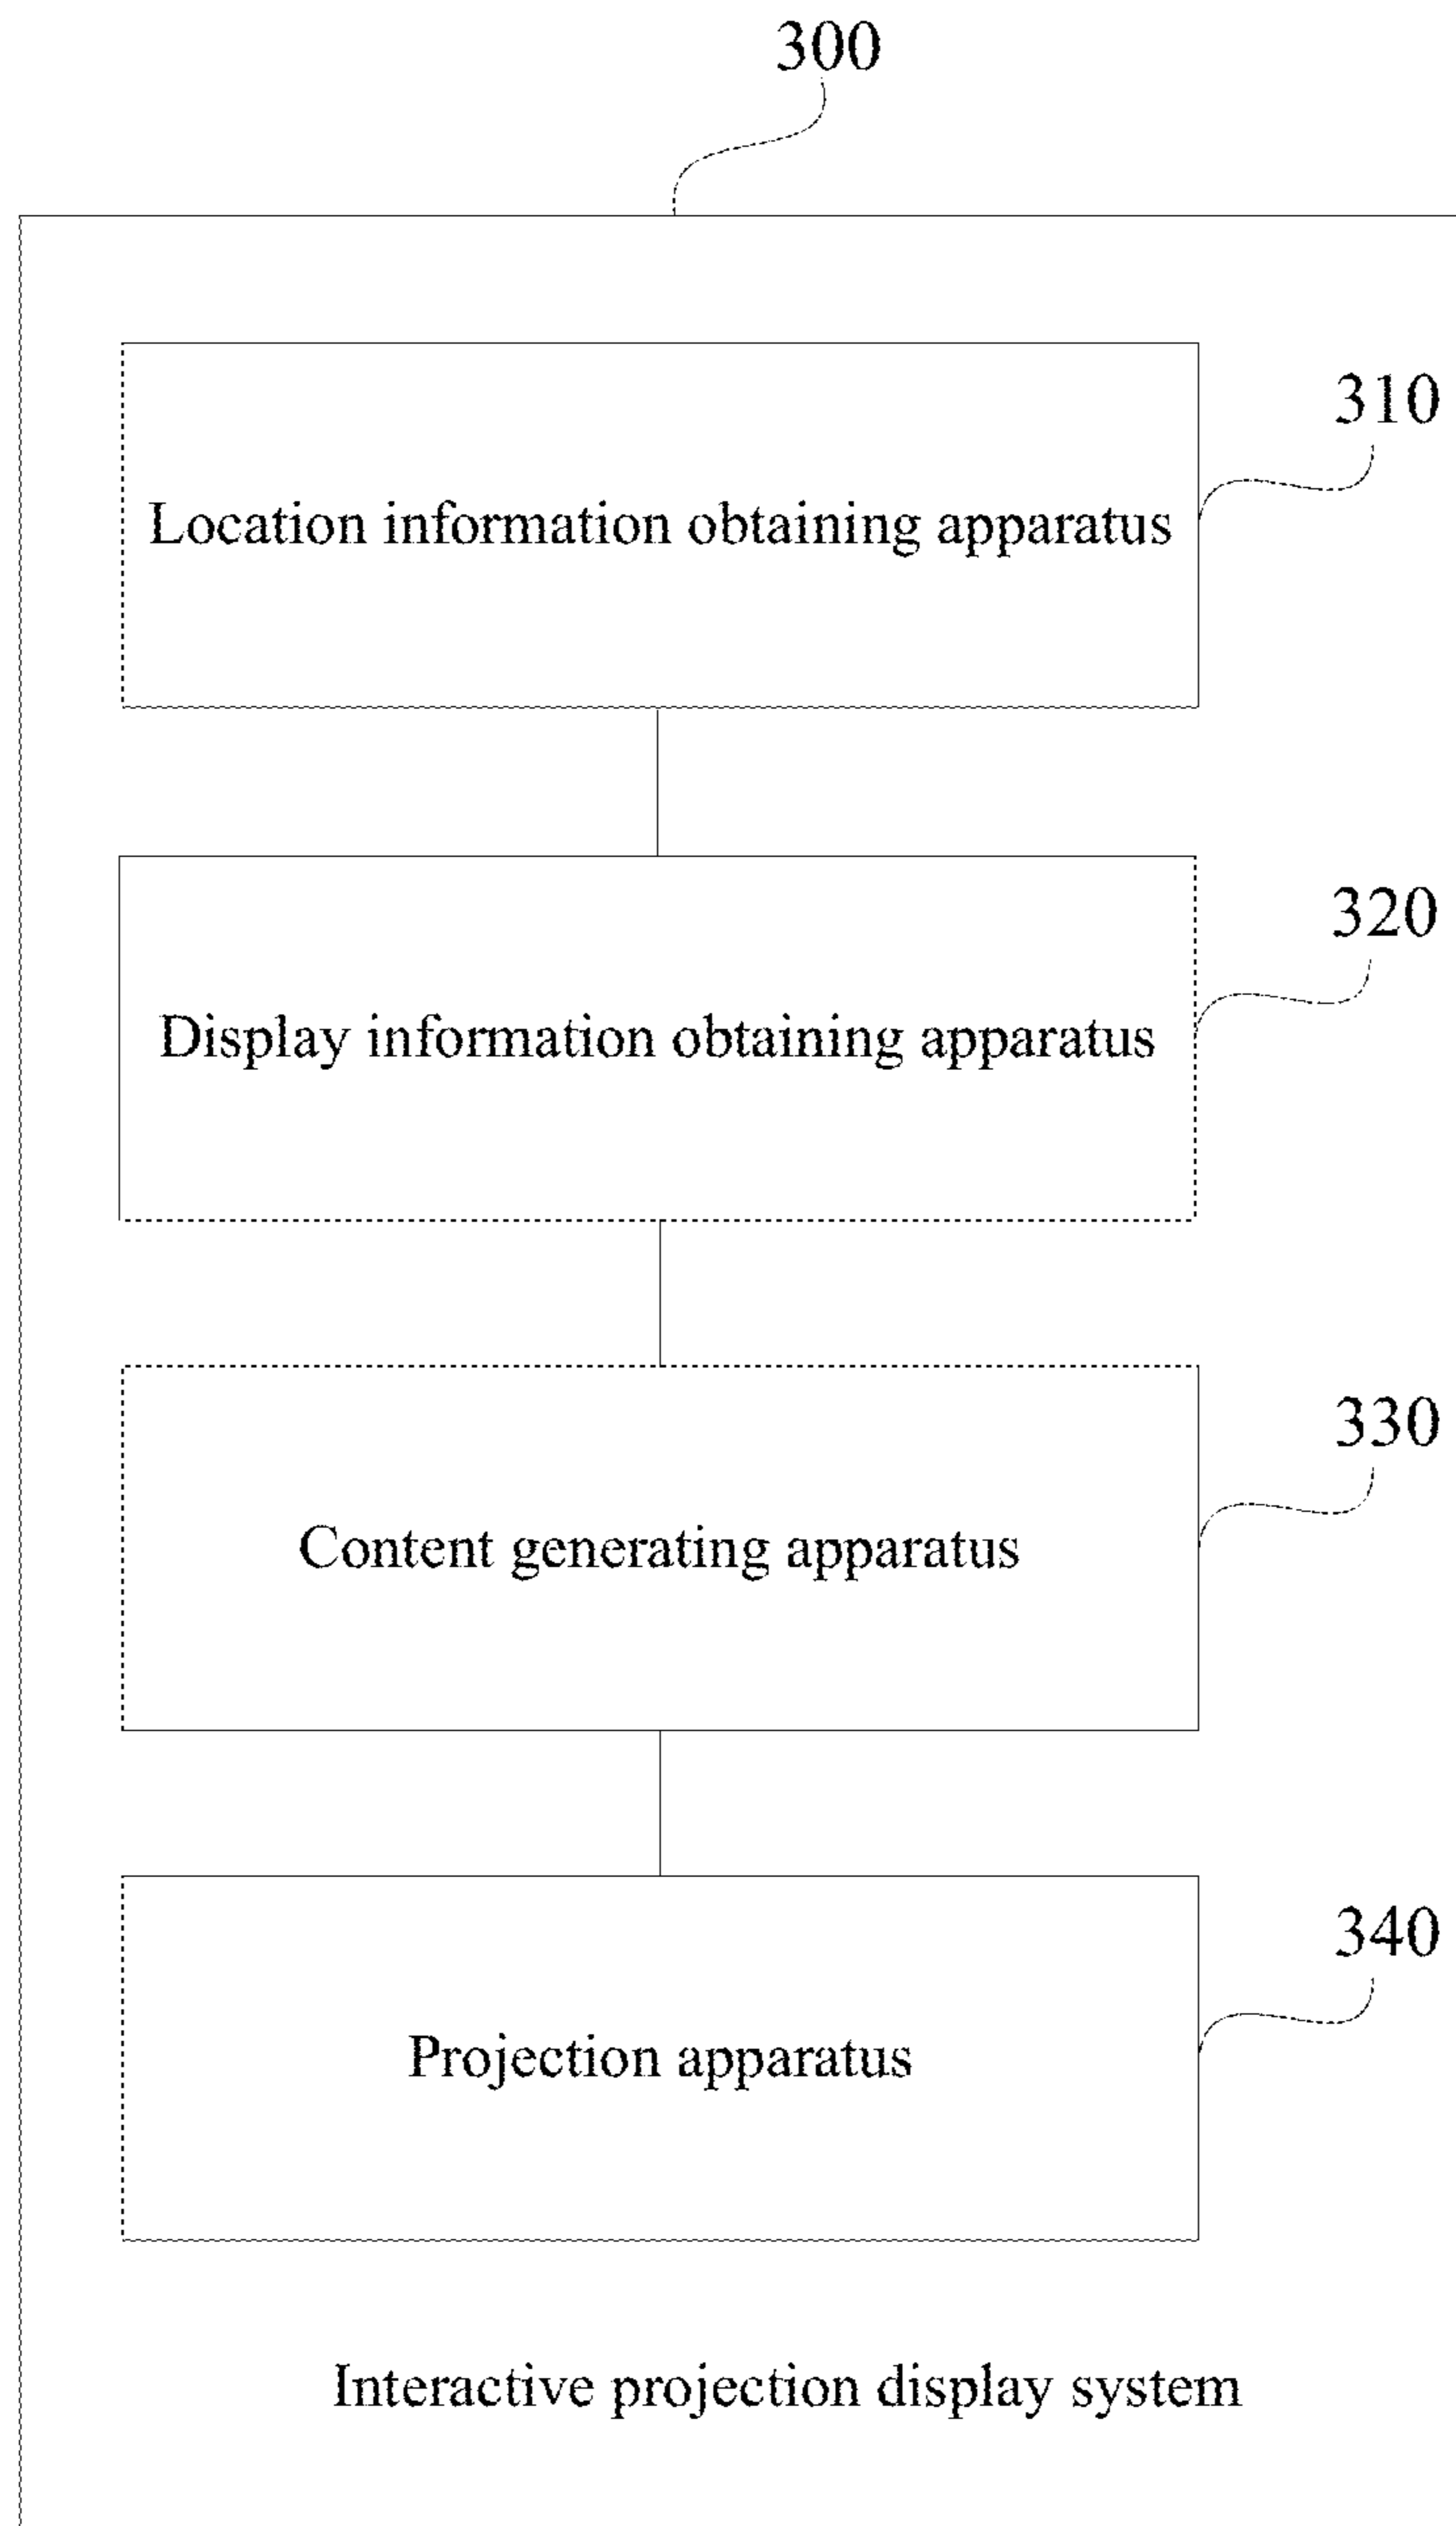 300
310
Location information obtaining apparatus
320
Display information obtaining apparatus
330
Content generating apparatus
340
Projection apparatus
Interactive projection display system